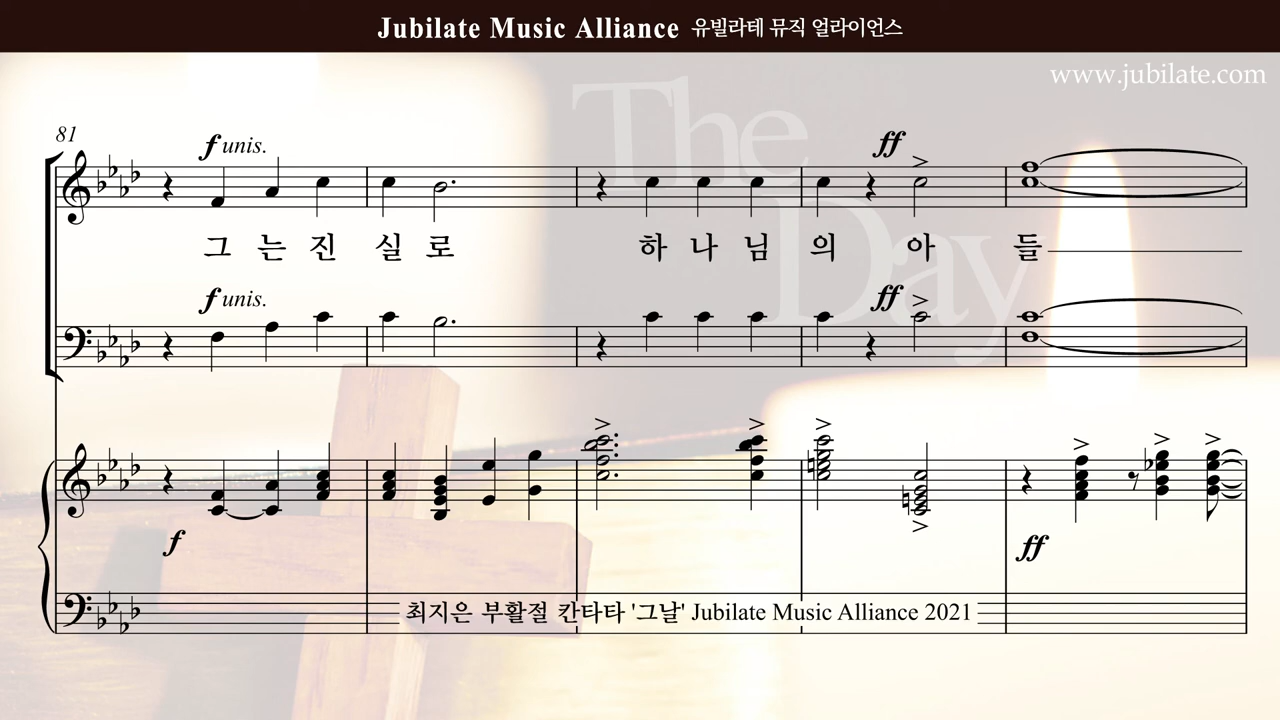 Jubilate Music Alliance 유빌라테 뮤직 얼라이언스
www.jubilate.com
The
Day
81
f unis.
ff
그 는 진 실 로 하 나 님 의 아 들
f unis.
ff
f
ff
최지은 부활절 칸타타 '그날' Jubilate Music Alliance 2021